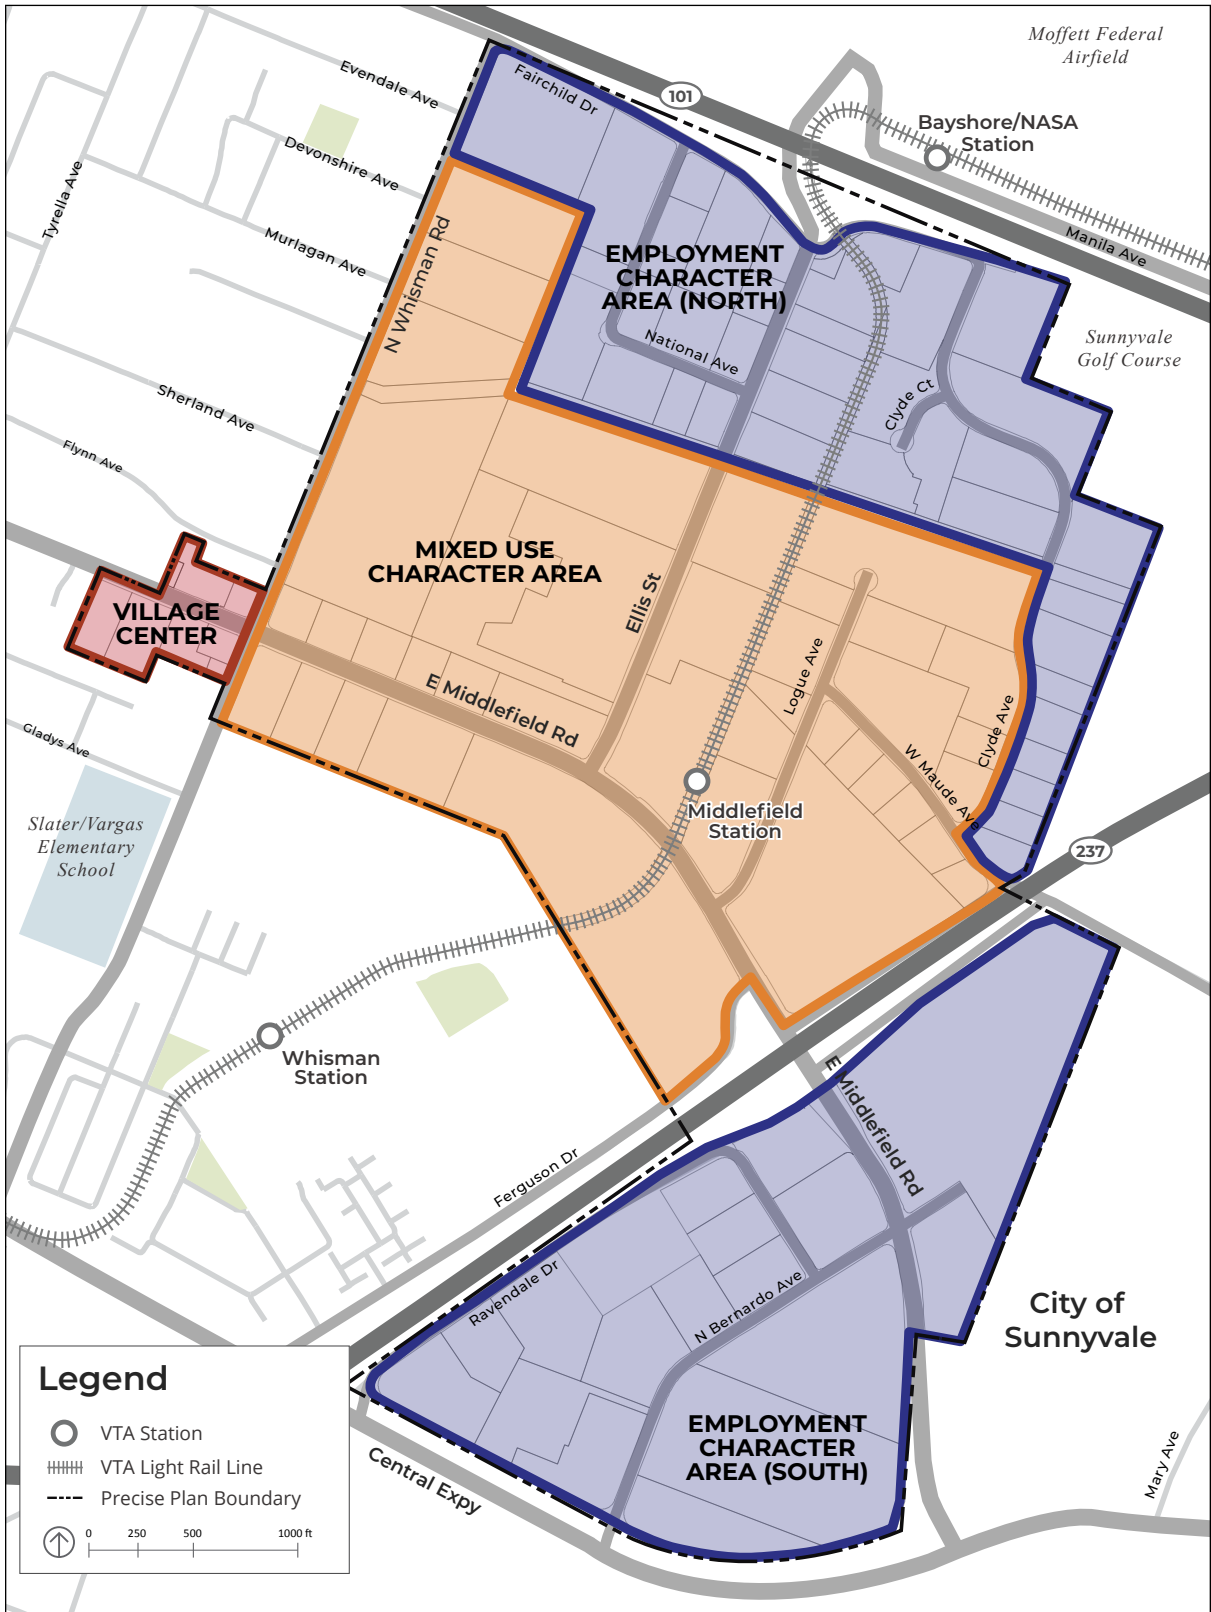 Moffett Federal
Airfield
Evendale Ave
Fairchild Dr
101
Bayshore/NASA
Station
Devonshire Ave
Tyrella Ave
Murlagan Ave
N Whisman Rd
Manila Ave
EMPLOYMENT
CHARACTER
AREA (NORTH)
National Ave
Sunnyvale
Golf Course
Clyde Ct
Sherland Ave
Flynn Ave
MIXED USE
CHARACTER AREA
Ellis St
VILLAGE
CENTER
Logue Ave
E Middlefield Rd
Clyde Ave
W Maude Ave
Gladys Ave
Middlefield
Station
Slater/Vargas
Elementary
School
237
Whisman
Station
E Middlefield Rd
Ferguson Dr
Ravendale Dr
N Bernardo Ave
City of
Sunnyvale
EMPLOYMENT
CHARACTER
AREA (SOUTH)
Central Expy
Mary Ave
Legend
VTA Station
VTA Light Rail Line
Precise Plan Boundary
0 250 500 1000 ft